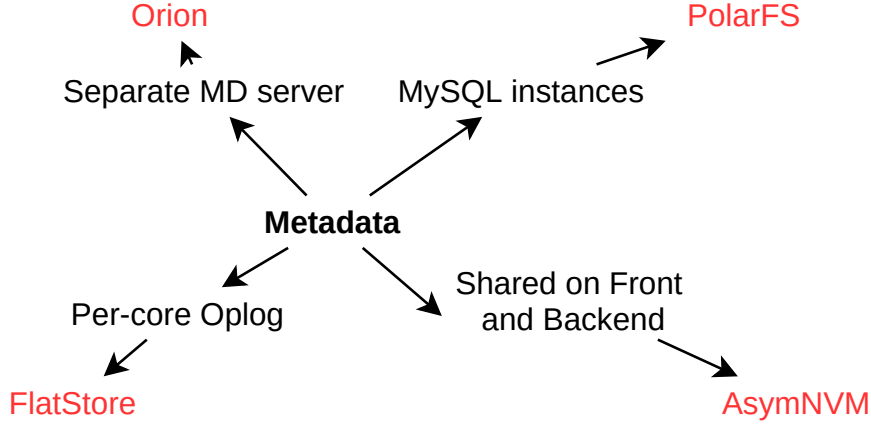 Orion
PolarFS
Separate MD server
MySQL instances
Metadata
Shared on Front
and Backend
Per-core Oplog
FlatStore
AsymNVM